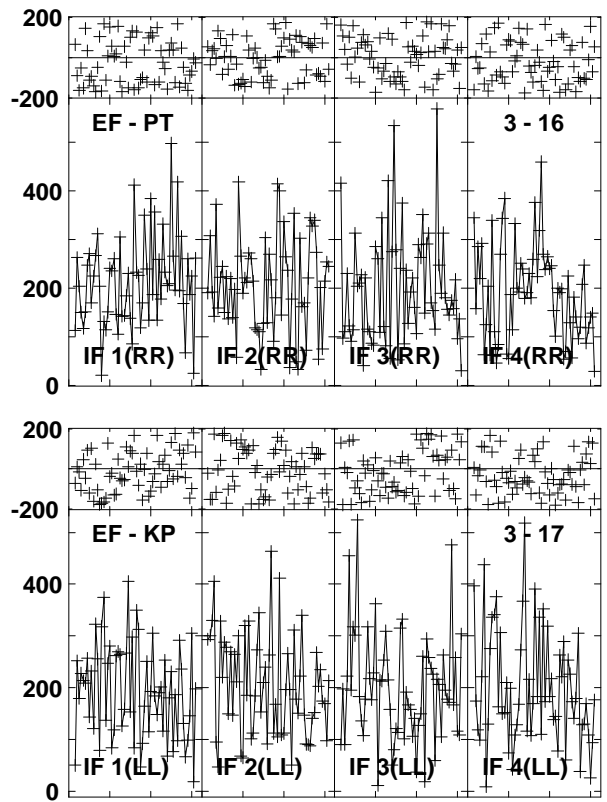 200
-200
EF - PT 3 - 16
400
200
IF 1(RR) IF 2(RR) IF 3(RR) IF 4(RR)
0
200
-200
EF - KP 3 - 17
400
200
IF 1(LL) IF 2(LL) IF 3(LL) IF 4(LL)
0